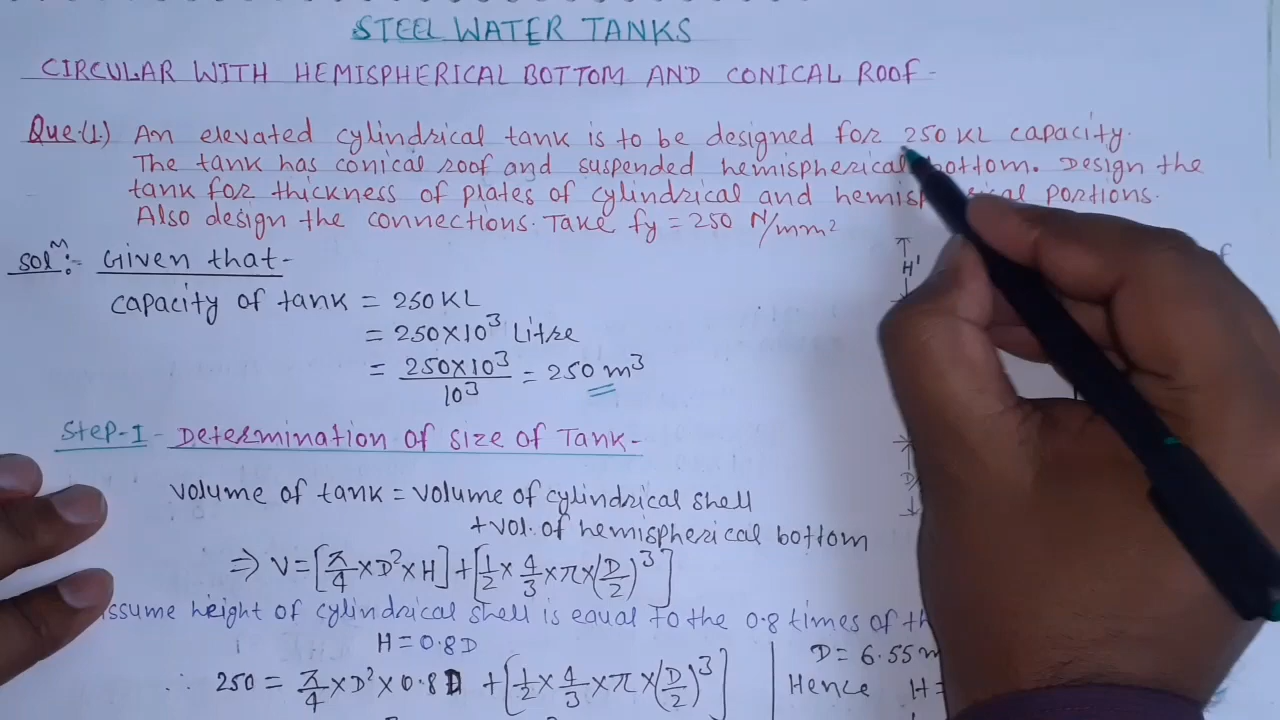 STEEL WATER TANKS
CIRCULAR WITH HEMISPHERICAL BOTTOM AND CONICAL ROOF-
Que.(1.) An elevated cylindrical tank is to be designed for 250 KL capacity.
The tank has conical roof and suspended hemispherical bottom. Design the
tank for thickness of plates of cylindrical and portions.
Also design the connections. Take fy = 250 N/mm²
H'
Solᴹ:- Given that-
capacity of tank = 250 KL
= 250×10³ Litre
= 250×10³/10³ = 250 m³
Step-I - Determination of size of Tank-
volume of tank = volume of cylindrical shell
+vol. of hemispherical bottom
⇒ V = [π/4 × D² × H] + [1/2 × 4/3 × π × (D/2)³]
height of cylindrical shell is equal to the 0.8 times of
H = 0.8D
D = 6.55
∴ 250 = π/4 × D² × 0.8 D + [1/2 × 4/3 × π × (D/2)³]
Hence H =